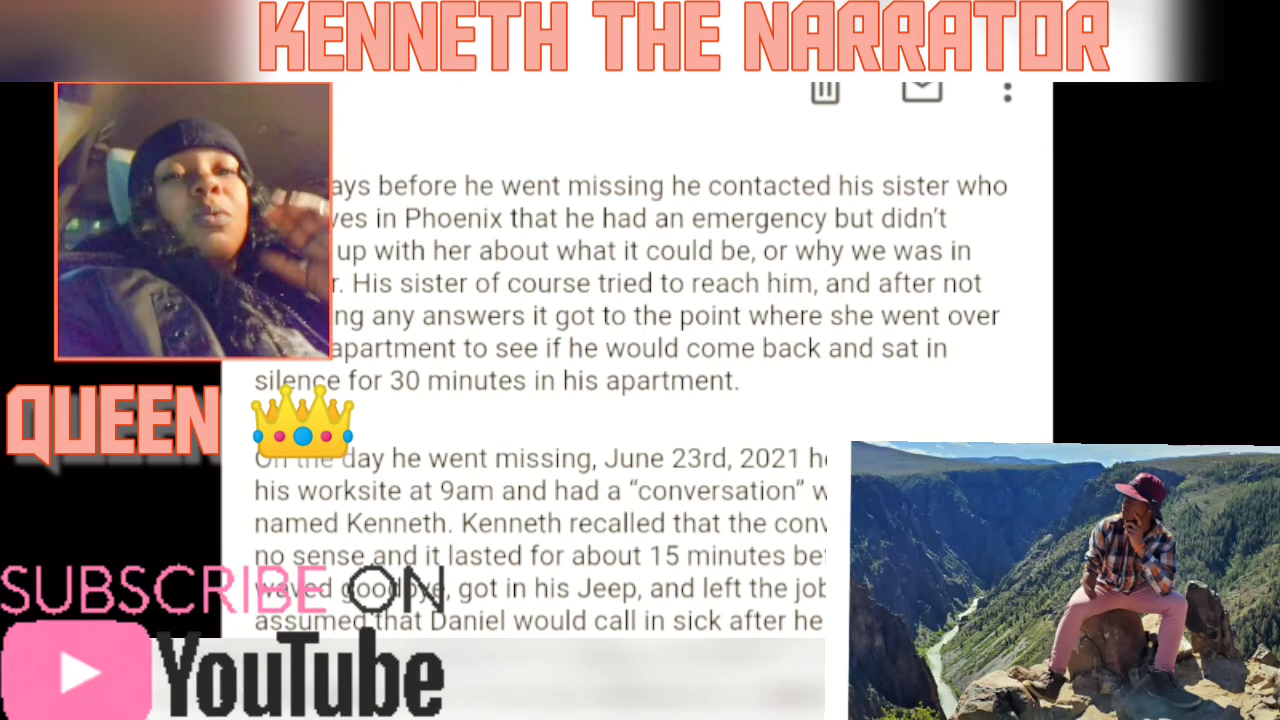 KENNETH THE NARRATOR
ays before he went missing he contacted his sister who
ves in Phoenix that he had an emergency but didn’t
up with her about what it could be, or why we was in
r. His sister of course tried to reach him, and after not
ng any answers it got to the point where she went over
apartment to see if he would come back and sat in
silence for 30 minutes in his apartment.
QUEEN
On the day he went missing, June 23rd, 2021 h
his worksite at 9am and had a “conversation” w
named Kenneth. Kenneth recalled that the conv
no sense and it lasted for about 15 minutes bef
waved goodbye, got in his Jeep, and left the job
assumed that Daniel would call in sick after he
SUBSCRIBE ON
YouTube